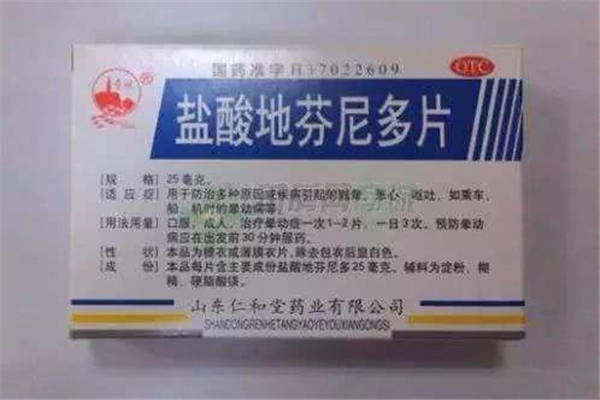 国药准字H37022609
OTC
盐酸地芬尼多片
[规 格] 25毫克。
[适 应 症] 用于防治多种原因或疾病引起的眩晕、恶心、呕吐，如乘车、
船、机时的晕动病等。
[用法用量] 口服，成人，治疗晕动症一次1-2片，一日3次。预防晕动
病应在出发前30分钟服药。
[性 状] 本品为糖衣或薄膜衣片，除去包衣后显白色。
[成 份] 本品每片含主要成份盐酸地芬尼多25毫克。辅料为淀粉、糊
精、硬脂酸镁。
山东仁和堂药业有限公司
SHANDONGRENHETANGYAOYEYOUXIANGONGSI